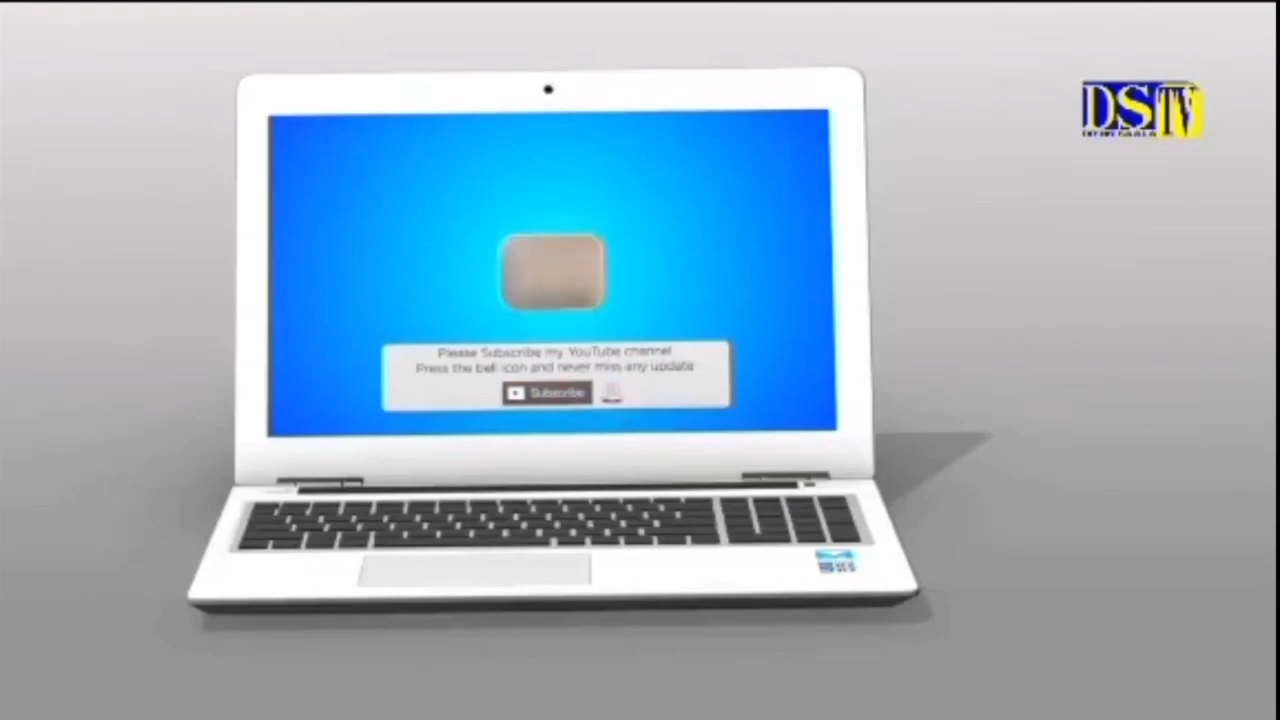 DSTV
Please Subscribe my YouTube channel
Press the bell icon and never miss any update
Subscribe